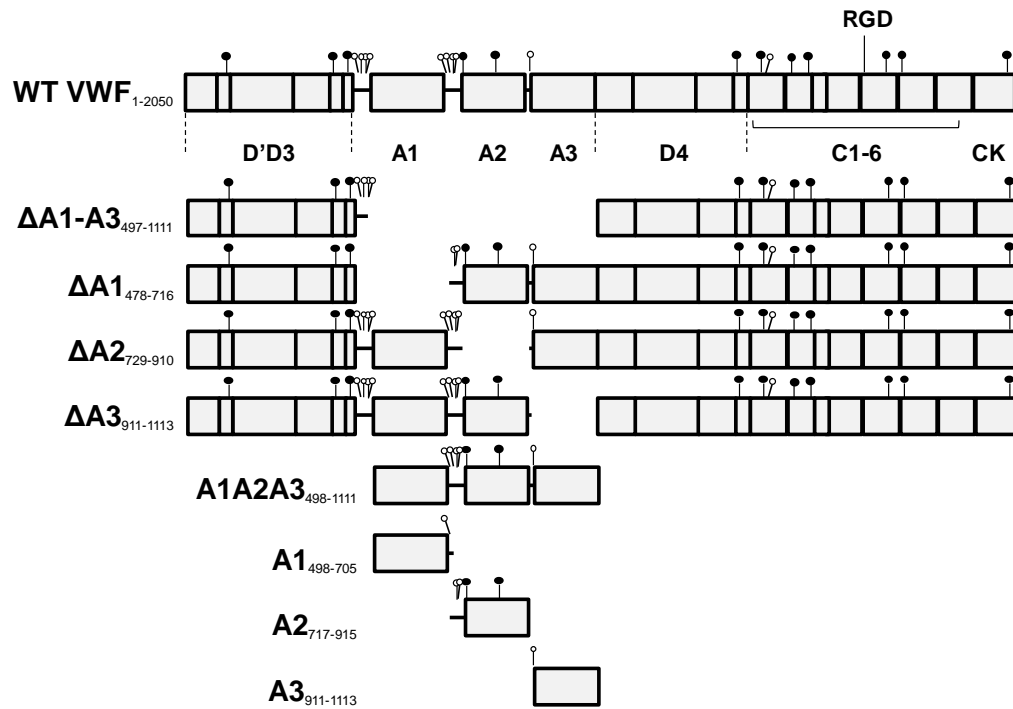 RGD
WT VWF1-2050
D'D3 A1 A2 A3 D4 C1-6 CK
ΔA1-A3497-1111
ΔA1478-716
ΔA2729-910
ΔA3911-1113
A1A2A3498-1111
A1498-705
A2717-915
A3911-1113